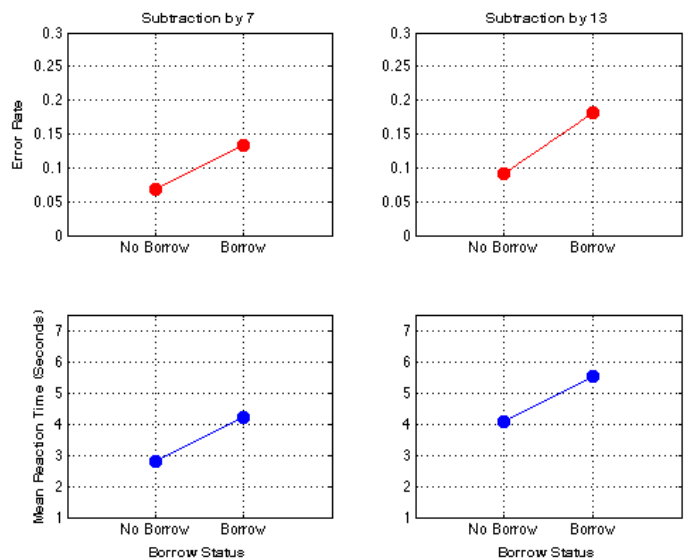 Subtraction by 7
Subtraction by 13
Error Rate
0.3
0.25
0.2
0.15
0.1
0.05
0
No Borrow Borrow
0.3
0.25
0.2
0.15
0.1
0.05
0
No Borrow Borrow
Mean Reaction Time (Seconds)
7
6
5
4
3
2
1
No Borrow Borrow
Borrow Status
7
6
5
4
3
2
1
No Borrow Borrow
Borrow Status